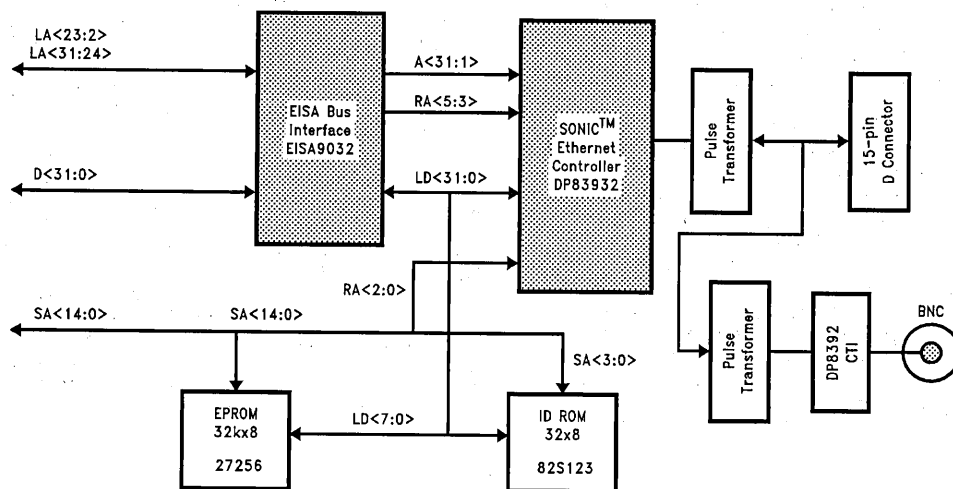 LA<23:2>
LA<31:24>
D<31:0>
SA<14:0>
EISA Bus
Interface
EISA9032
A<31:1>
RA<5:3>
LD<31:0>
RA<2:0>
SA<14:0>
SONIC™
Ethernet
Controller
DP83932
Pulse
Transformer
15-pin
D Connector
SA<3:0>
EPROM
32kx8
27256
LD<7:0>
ID ROM
32x8
82S123
Pulse
Transformer
DP8392
CTI
BNC